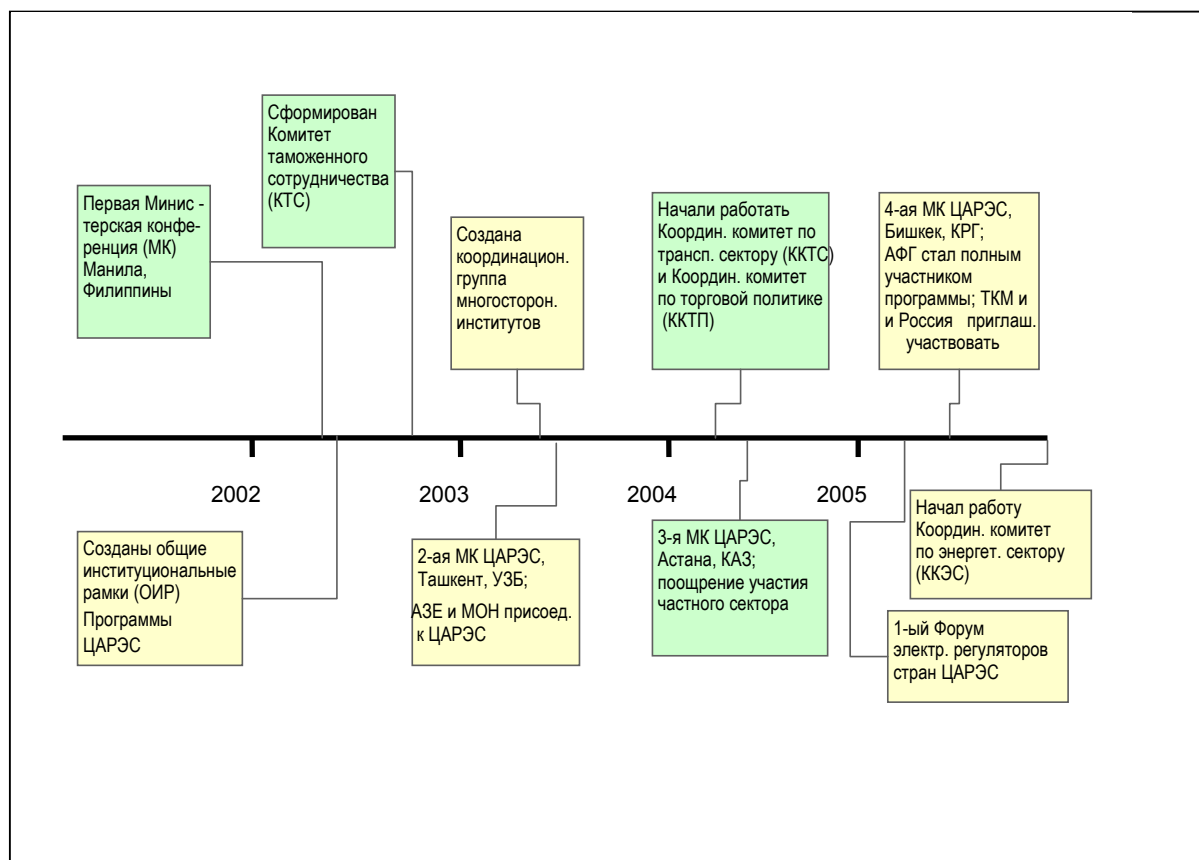 Сформирован
Комитет
таможенного
сотрудничества
(КТС)
Первая Минис -
терская конфе-
ренция (МК)
Манила,
Филиппины
Создана
координацион.
группа
многосторон.
институтов
Начали работать
Координ. комитет по
трансп. сектору (ККТС)
и Координ. комитет
по торговой политике
(ККТП)
4-ая МК ЦАРЭС,
Бишкек, КРГ;
АФГ стал полным
участником
программы; ТКМ и
и Россия приглаш.
участвовать
2002
2003
2004
2005
Созданы общие
институциональные
рамки (ОИР)
Программы
ЦАРЭС
2-ая МК ЦАРЭС,
Ташкент, УЗБ;
АЗЕ и МОН присоед.
к ЦАРЭС
3-я МК ЦАРЭС,
Астана, КАЗ;
поощрение участия
частного сектора
Начал работу
Координ. комитет
по энергет. сектору
(ККЭС)
1-ый Форум
электр. регуляторов
стран ЦАРЭС